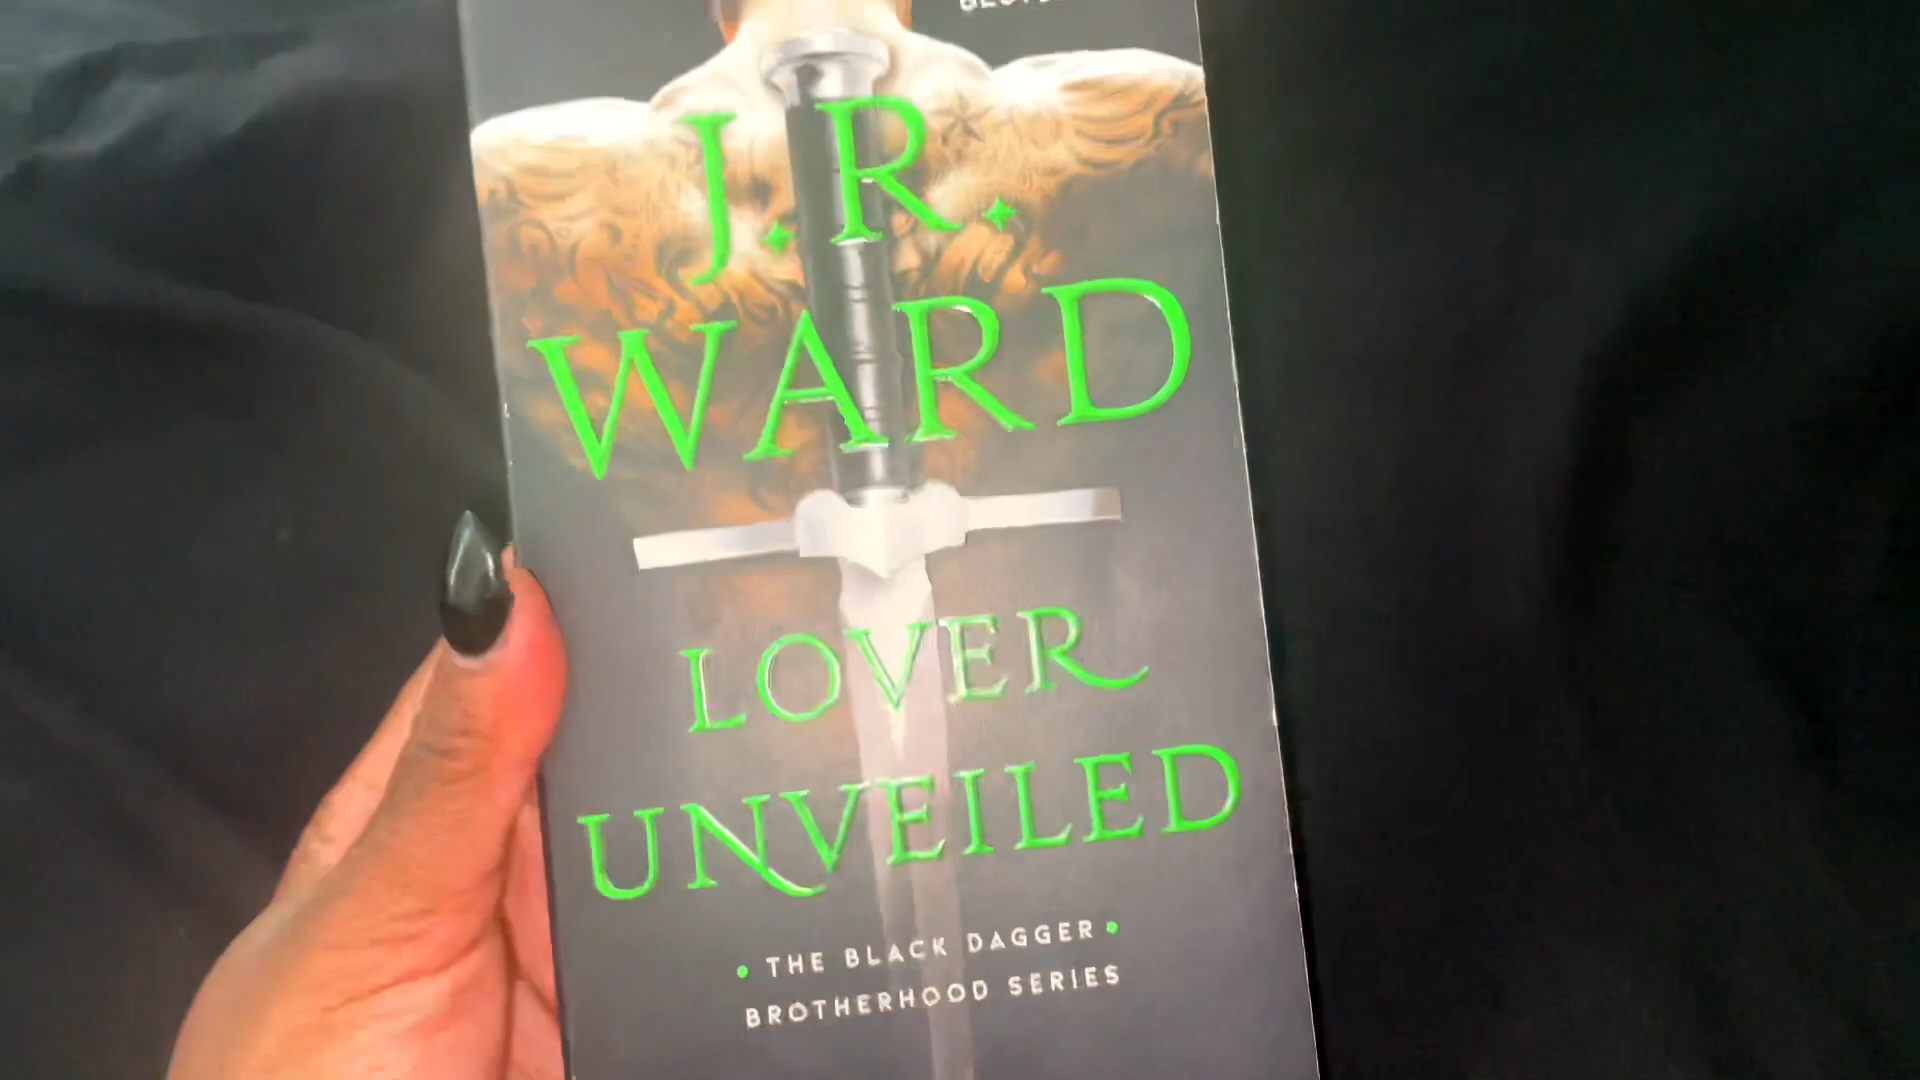 J.R.
WARD
LOVER
UNVEILED
• THE BLACK DAGGER •
BROTHERHOOD SERIES